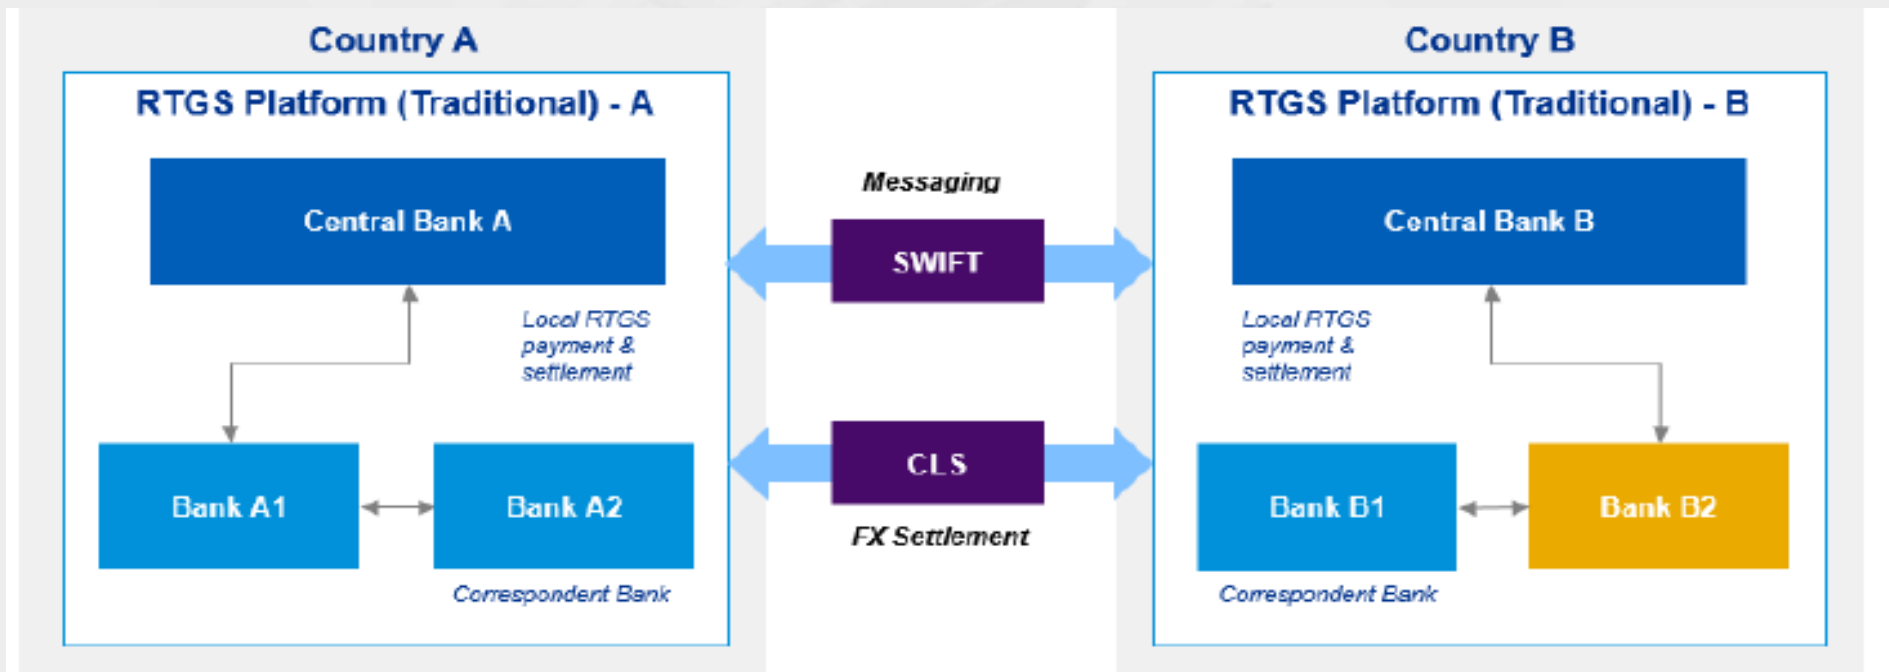 Country A
RTGS Platform (Traditional) - A
Central Bank A
Local RTGS
payment &
settlement
Bank A1
Bank A2
Correspondent Bank
Messaging
SWIFT
CLS
FX Settlement
Country B
RTGS Platform (Traditional) - B
Central Bank B
Local RTGS
payment &
settlement
Bank B1
Bank B2
Correspondent Bank